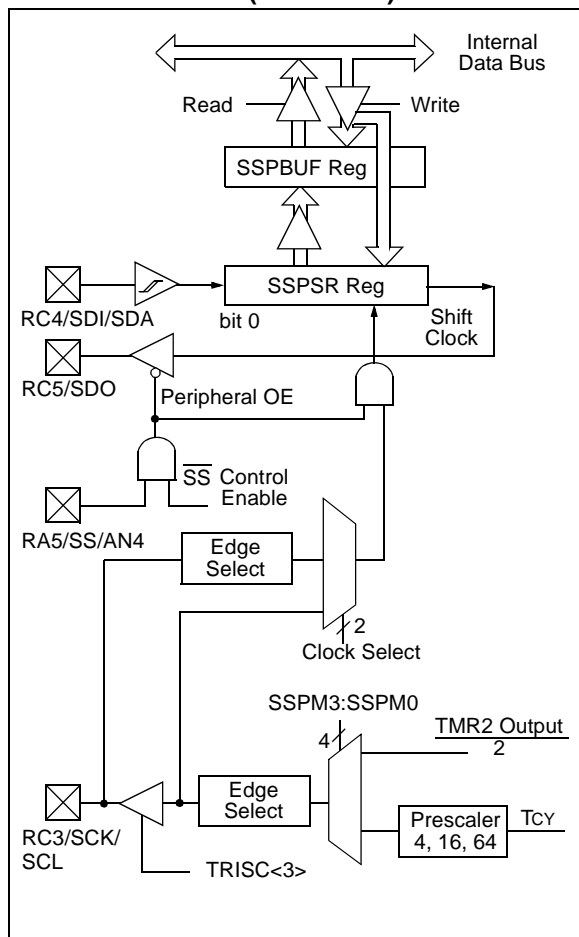 Internal
Data Bus
Read
Write
SSPBUF Reg
SSPSR Reg
RC4/SDI/SDA
bit 0
Shift
Clock
RC5/SDO
Peripheral OE
SS Control
Enable
RA5/SS/AN4
Edge
Select
2
Clock Select
SSPM3:SSPM0
TMR2 Output
4
2
Edge
Select
Prescaler
4, 16, 64
TCY
RC3/SCK/
SCL
TRISC<3>